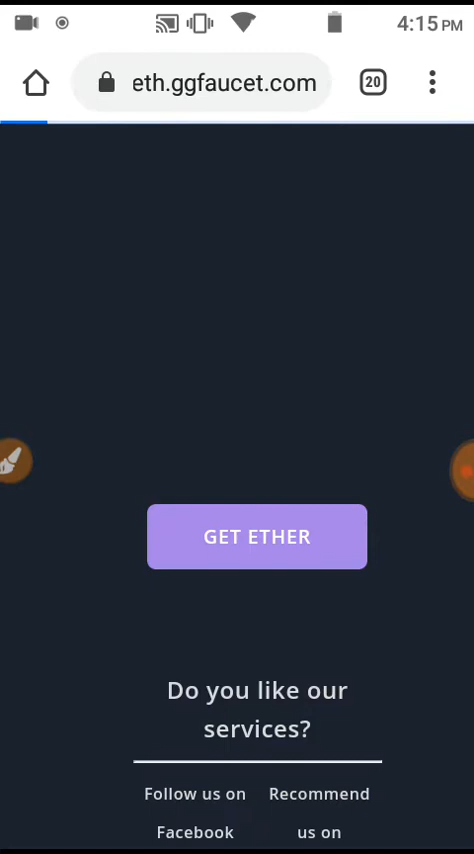 4:15 PM
eth.ggfaucet.com
20
GET ETHER
Do you like our
services?
Follow us on Recommend
Facebook us on